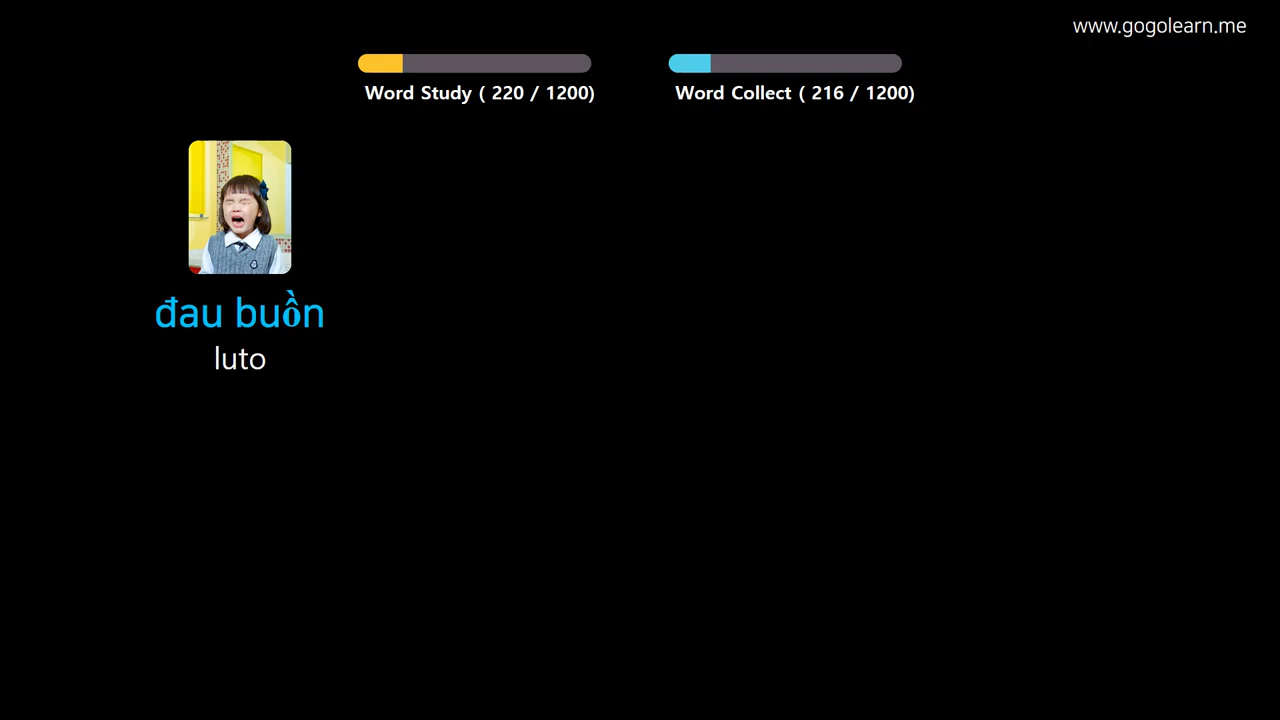 www.gogolearn.me
Word Study ( 220 / 1200)
Word Collect ( 216 / 1200)
đau buồn
luto